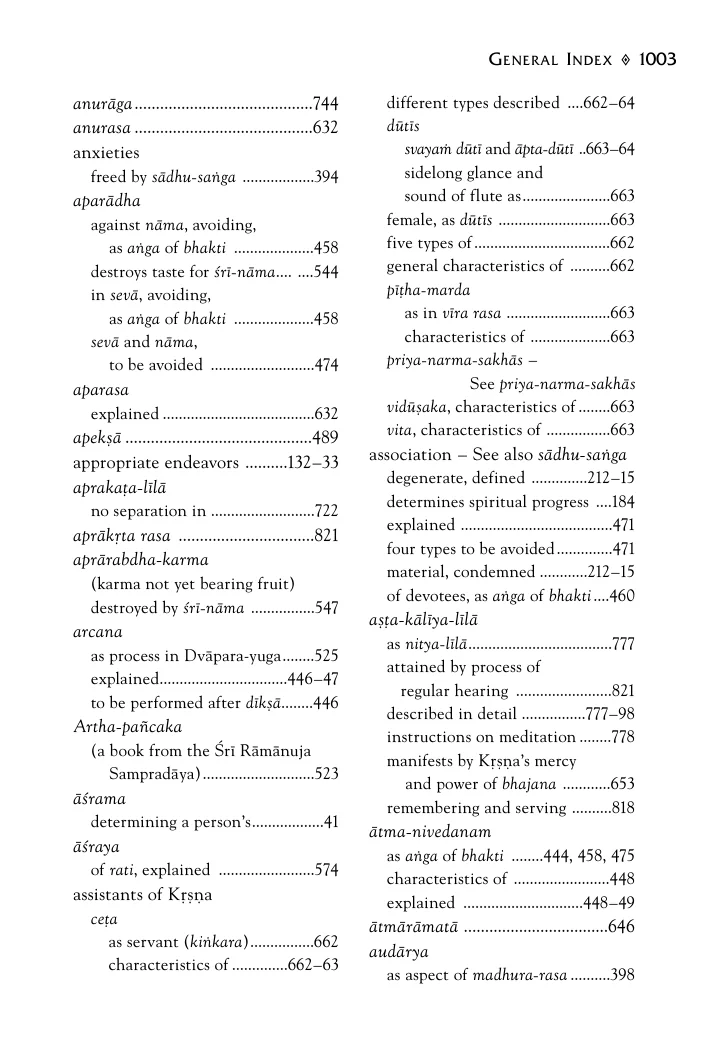 GENERAL INDEX ◊ 1003
anurāga..........................................744
anurasa ................................................632
anxieties
freed by sādhu-saṅga ..................394
aparādha
against nāma, avoiding,
as aṅga of bhakti ...................458
destroys taste for śrī-nāma.... ....544
in sevā, avoiding,
as aṅga of bhakti ...................458
sevā and nāma,
to be avoided .........................474
aparasa
explained ....................................632
apekṣā ............................................489
appropriate endeavors ..........132–33
aprakaṭa-līlā
no separation in .........................722
aprākṛta rasa ................................821
aprārabdha-karma
(karma not yet bearing fruit)
destroyed by śrī-nāma ................547
arcana
as process in Dvāpara-yuga........525
explained..............................446–47
to be performed after dīkṣā........446
Artha-pañcaka
(a book from the Śrī Rāmānuja
Sampradāya)............................523
āśrama
determining a person's..................41
āśraya
of rati, explained ........................574
assistants of Kṛṣṇa
ceṭa
as servant (kiṅkara)................662
characteristics of ..............662–63
different types described ....662–64
dūtīs
svayaṁ dūtī and āpta-dūtī ..663–64
sidelong glance and
sound of flute as......................663
female, as dūtīs ............................663
five types of..................................662
general characteristics of ..........662
pīṭha-marda
as in vīra rasa ..........................663
characteristics of ....................663
priya-narma-sakhās –
See priya-narma-sakhās
vidūṣaka, characteristics of ........663
vita, characteristics of ................663
association – See also sādhu-saṅga
degenerate, defined ..............212–15
determines spiritual progress ....184
explained ......................................471
four types to be avoided..............471
material, condemned ............212–15
of devotees, as aṅga of bhakti....460
aṣṭa-kālīya-līlā
as nitya-līlā....................................777
attained by process of
regular hearing ........................821
described in detail ................777–98
instructions on meditation ........778
manifests by Kṛṣṇa's mercy
and power of bhajana ............653
remembering and serving ..........818
ātma-nivedanam
as aṅga of bhakti ........444, 458, 475
characteristics of ........................448
explained ..............................448–49
ātmārāmatā ..................................646
audārya
as aspect of madhura-rasa ..........398